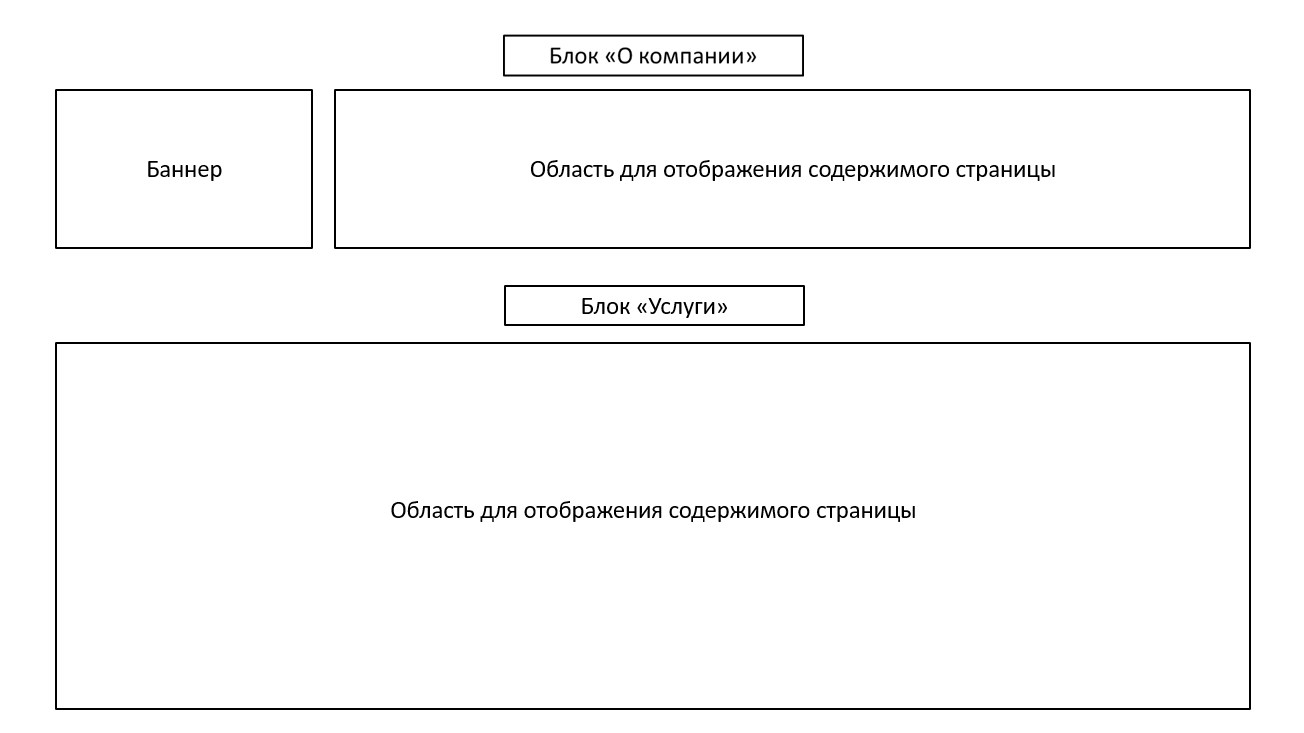 Блок «О компании»
Баннер
Область для отображения содержимого страницы
Блок «Услуги»
Область для отображения содержимого страницы